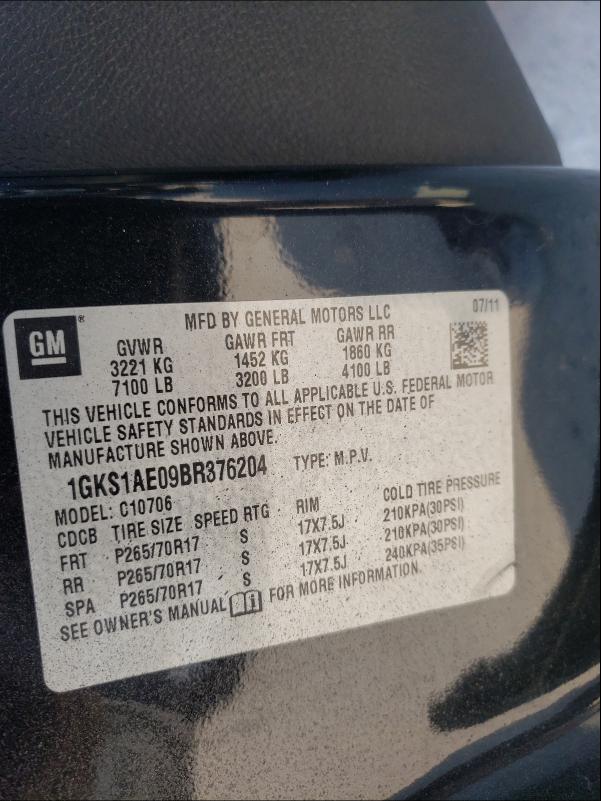 MFD BY GENERAL MOTORS LLC
07/11
GM®
GVWR GAWR FRT GAWR RR
3221 KG 1452 KG 1860 KG
7100 LB 3200 LB 4100 LB
THIS VEHICLE CONFORMS TO ALL APPLICABLE U.S. FEDERAL MOTOR
VEHICLE SAFETY STANDARDS IN EFFECT ON THE DATE OF
MANUFACTURE SHOWN ABOVE.
1GKS1AE09BR376204 TYPE: M.P.V.
MODEL: C10706
CDCB TIRE SIZE SPEED RTG RIM COLD TIRE PRESSURE
FRT P265/70R17 S 17X7.5J 210KPA(30PSI)
RR P265/70R17 S 17X7.5J 210KPA(30PSI)
SPA P265/70R17 S 17X7.5J 240KPA(35PSI)
SEE OWNER'S MANUAL FOR MORE INFORMATION.